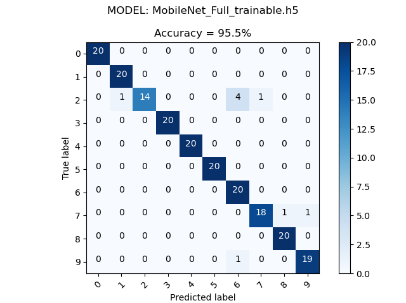 MODEL: MobileNet_Full_trainable.h5
Accuracy = 95.5%
0 20 0 0 0 0 0 0 0 0 0
1 0 20 0 0 0 0 0 0 0 0
2 0 1 14 0 0 0 4 1 0 0
3 0 0 0 20 0 0 0 0 0 0
4 0 0 0 0 20 0 0 0 0 0
5 0 0 0 0 0 20 0 0 0 0
6 0 0 0 0 0 0 20 0 0 0
7 0 0 0 0 0 0 0 18 1 1
8 0 0 0 0 0 0 0 0 20 0
9 0 0 0 0 0 0 1 0 0 19
0 1 2 3 4 5 6 7 8 9
True label
Predicted label
20.0
17.5
15.0
12.5
10.0
7.5
5.0
2.5
0.0